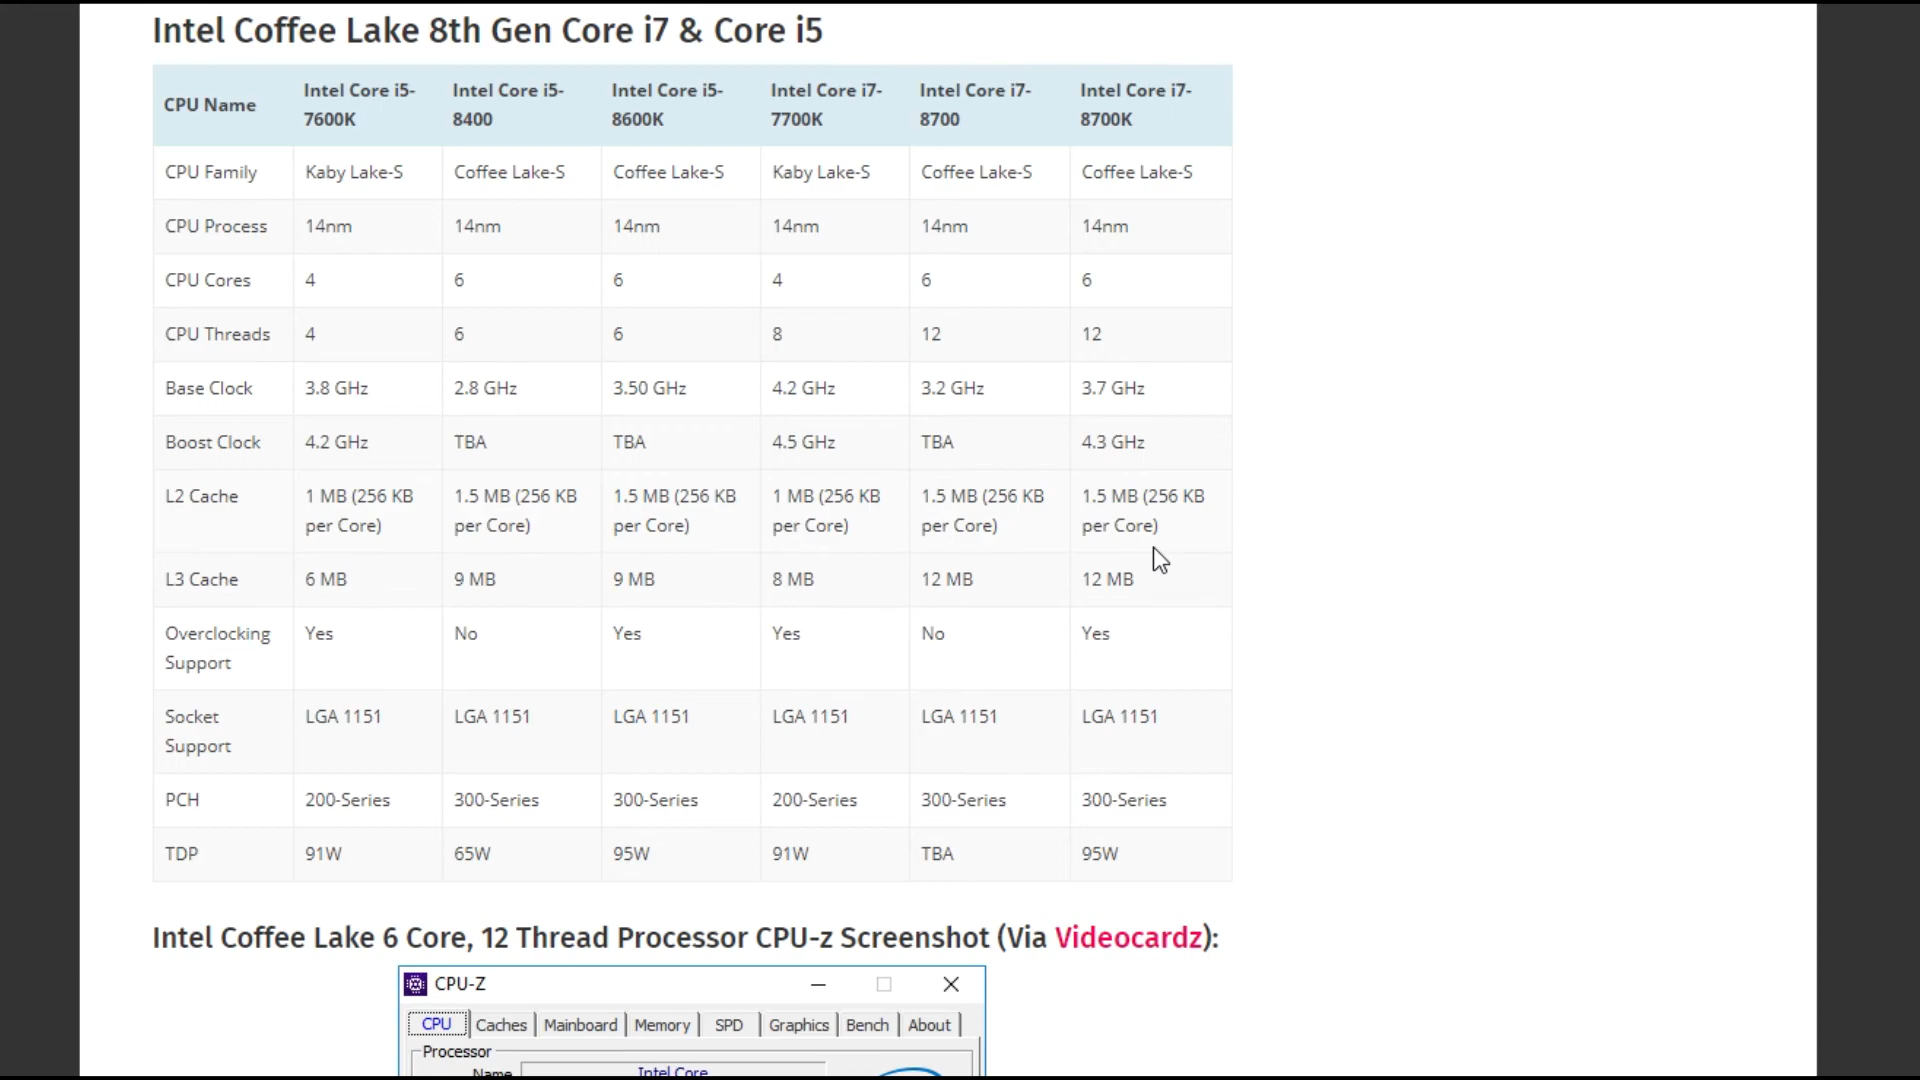 Intel Coffee Lake 8th Gen Core i7 & Core i5
CPU Name Intel Core i5-7600K Intel Core i5-8400 Intel Core i5-8600K Intel Core i7-7700K Intel Core i7-8700 Intel Core i7-8700K
CPU Family Kaby Lake-S Coffee Lake-S Coffee Lake-S Kaby Lake-S Coffee Lake-S Coffee Lake-S
CPU Process 14nm 14nm 14nm 14nm 14nm 14nm
CPU Cores 4 6 6 4 6 6
CPU Threads 4 6 6 8 12 12
Base Clock 3.8 GHz 2.8 GHz 3.50 GHz 4.2 GHz 3.2 GHz 3.7 GHz
Boost Clock 4.2 GHz TBA TBA 4.5 GHz TBA 4.3 GHz
L2 Cache 1 MB (256 KB per Core) 1.5 MB (256 KB per Core) 1.5 MB (256 KB per Core) 1 MB (256 KB per Core) 1.5 MB (256 KB per Core) 1.5 MB (256 KB per Core)
L3 Cache 6 MB 9 MB 9 MB 8 MB 12 MB 12 MB
Overclocking Support Yes No Yes Yes No Yes
Socket Support LGA 1151 LGA 1151 LGA 1151 LGA 1151 LGA 1151 LGA 1151
PCH 200-Series 300-Series 300-Series 200-Series 300-Series 300-Series
TDP 91W 65W 95W 91W TBA 95W
Intel Coffee Lake 6 Core, 12 Thread Processor CPU-z Screenshot (Via Videocardz):
CPU-Z
CPU Caches Mainboard Memory SPD Graphics Bench About
Processor
Name Intel Core